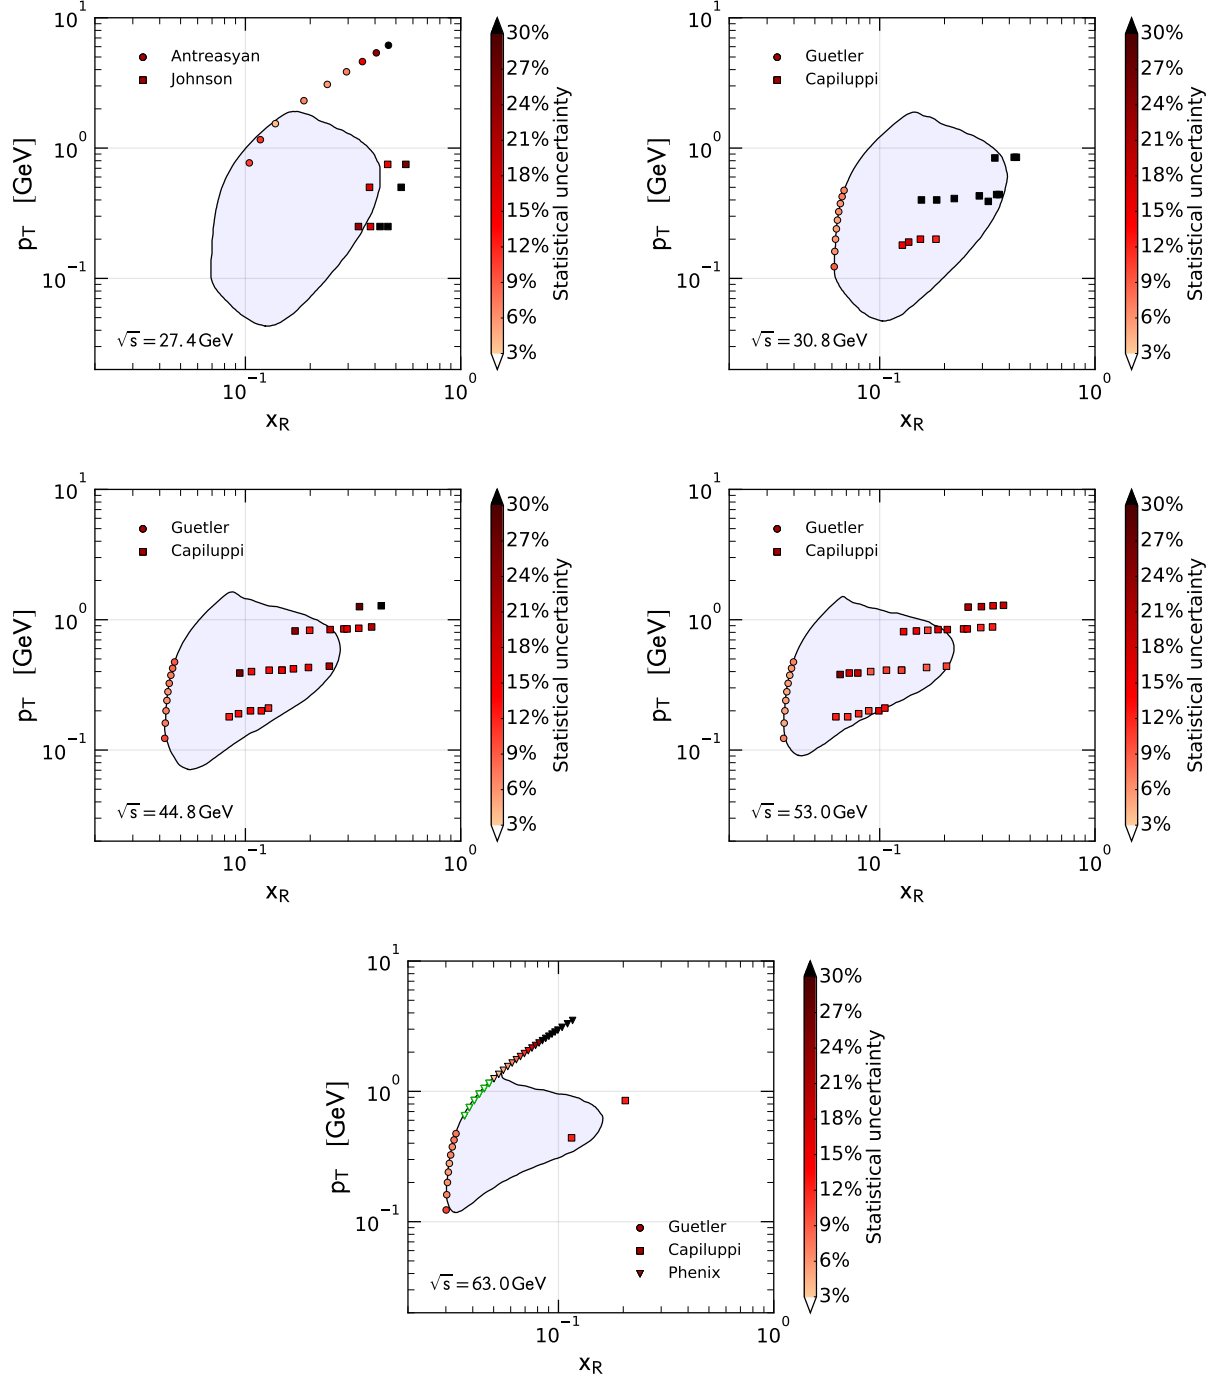 10^1
10^0
10^-1
p_T [GeV]
Antreasyan
Johnson
√s = 27.4 GeV
10^-1
10^0
x_R
30%
27%
24%
21%
18%
15%
12%
9%
6%
3%
Statistical uncertainty
10^1
10^0
10^-1
p_T [GeV]
Guetler
Capiluppi
√s = 30.8 GeV
10^-1
10^0
x_R
30%
27%
24%
21%
18%
15%
12%
9%
6%
3%
Statistical uncertainty
10^1
10^0
10^-1
p_T [GeV]
Guetler
Capiluppi
√s = 44.8 GeV
10^-1
10^0
x_R
30%
27%
24%
21%
18%
15%
12%
9%
6%
3%
Statistical uncertainty
10^1
10^0
10^-1
p_T [GeV]
Guetler
Capiluppi
√s = 53.0 GeV
10^-1
10^0
x_R
30%
27%
24%
21%
18%
15%
12%
9%
6%
3%
Statistical uncertainty
10^1
10^0
10^-1
p_T [GeV]
Guetler
Capiluppi
Phenix
√s = 63.0 GeV
10^-1
10^0
x_R
30%
27%
24%
21%
18%
15%
12%
9%
6%
3%
Statistical uncertainty